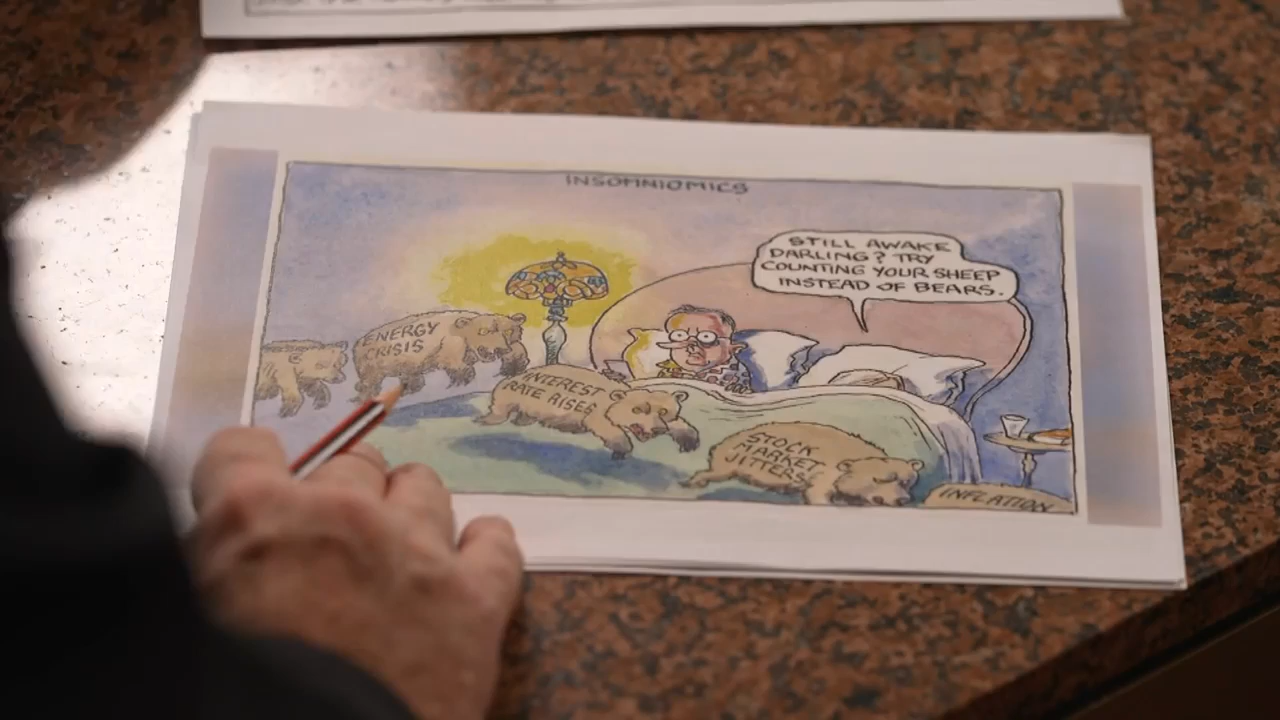 INSOMNIOMICS
STILL AWAKE
DARLING? TRY
COUNTING YOUR SHEEP
INSTEAD OF BEARS.
ENERGY
CRISIS
INTEREST
RATE RISES
STOCK
MARKET
JITTERS
INFLATION